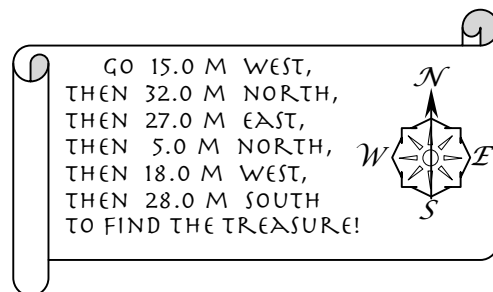 GO 15.0 M WEST,
THEN 32.0 M NORTH,
THEN 27.0 M EAST,
THEN 5.0 M NORTH,
THEN 18.0 M WEST,
THEN 28.0 M SOUTH
TO FIND THE TREASURE!
N
W E
S